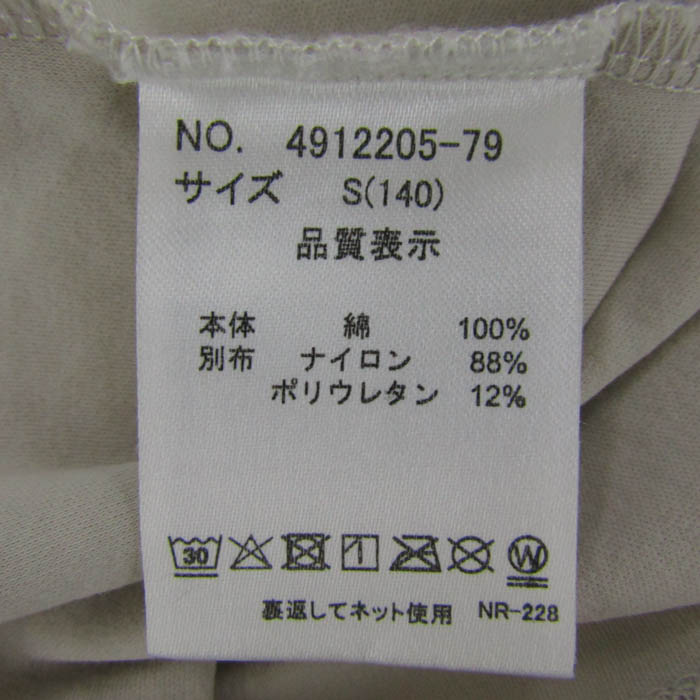 NO. 4912205-79
サイズ S(140)
品質表示
本体 綿 100%
別布 ナイロン 88%
ポリウレタン 12%
30 W
裏返してネット使用 NR-228